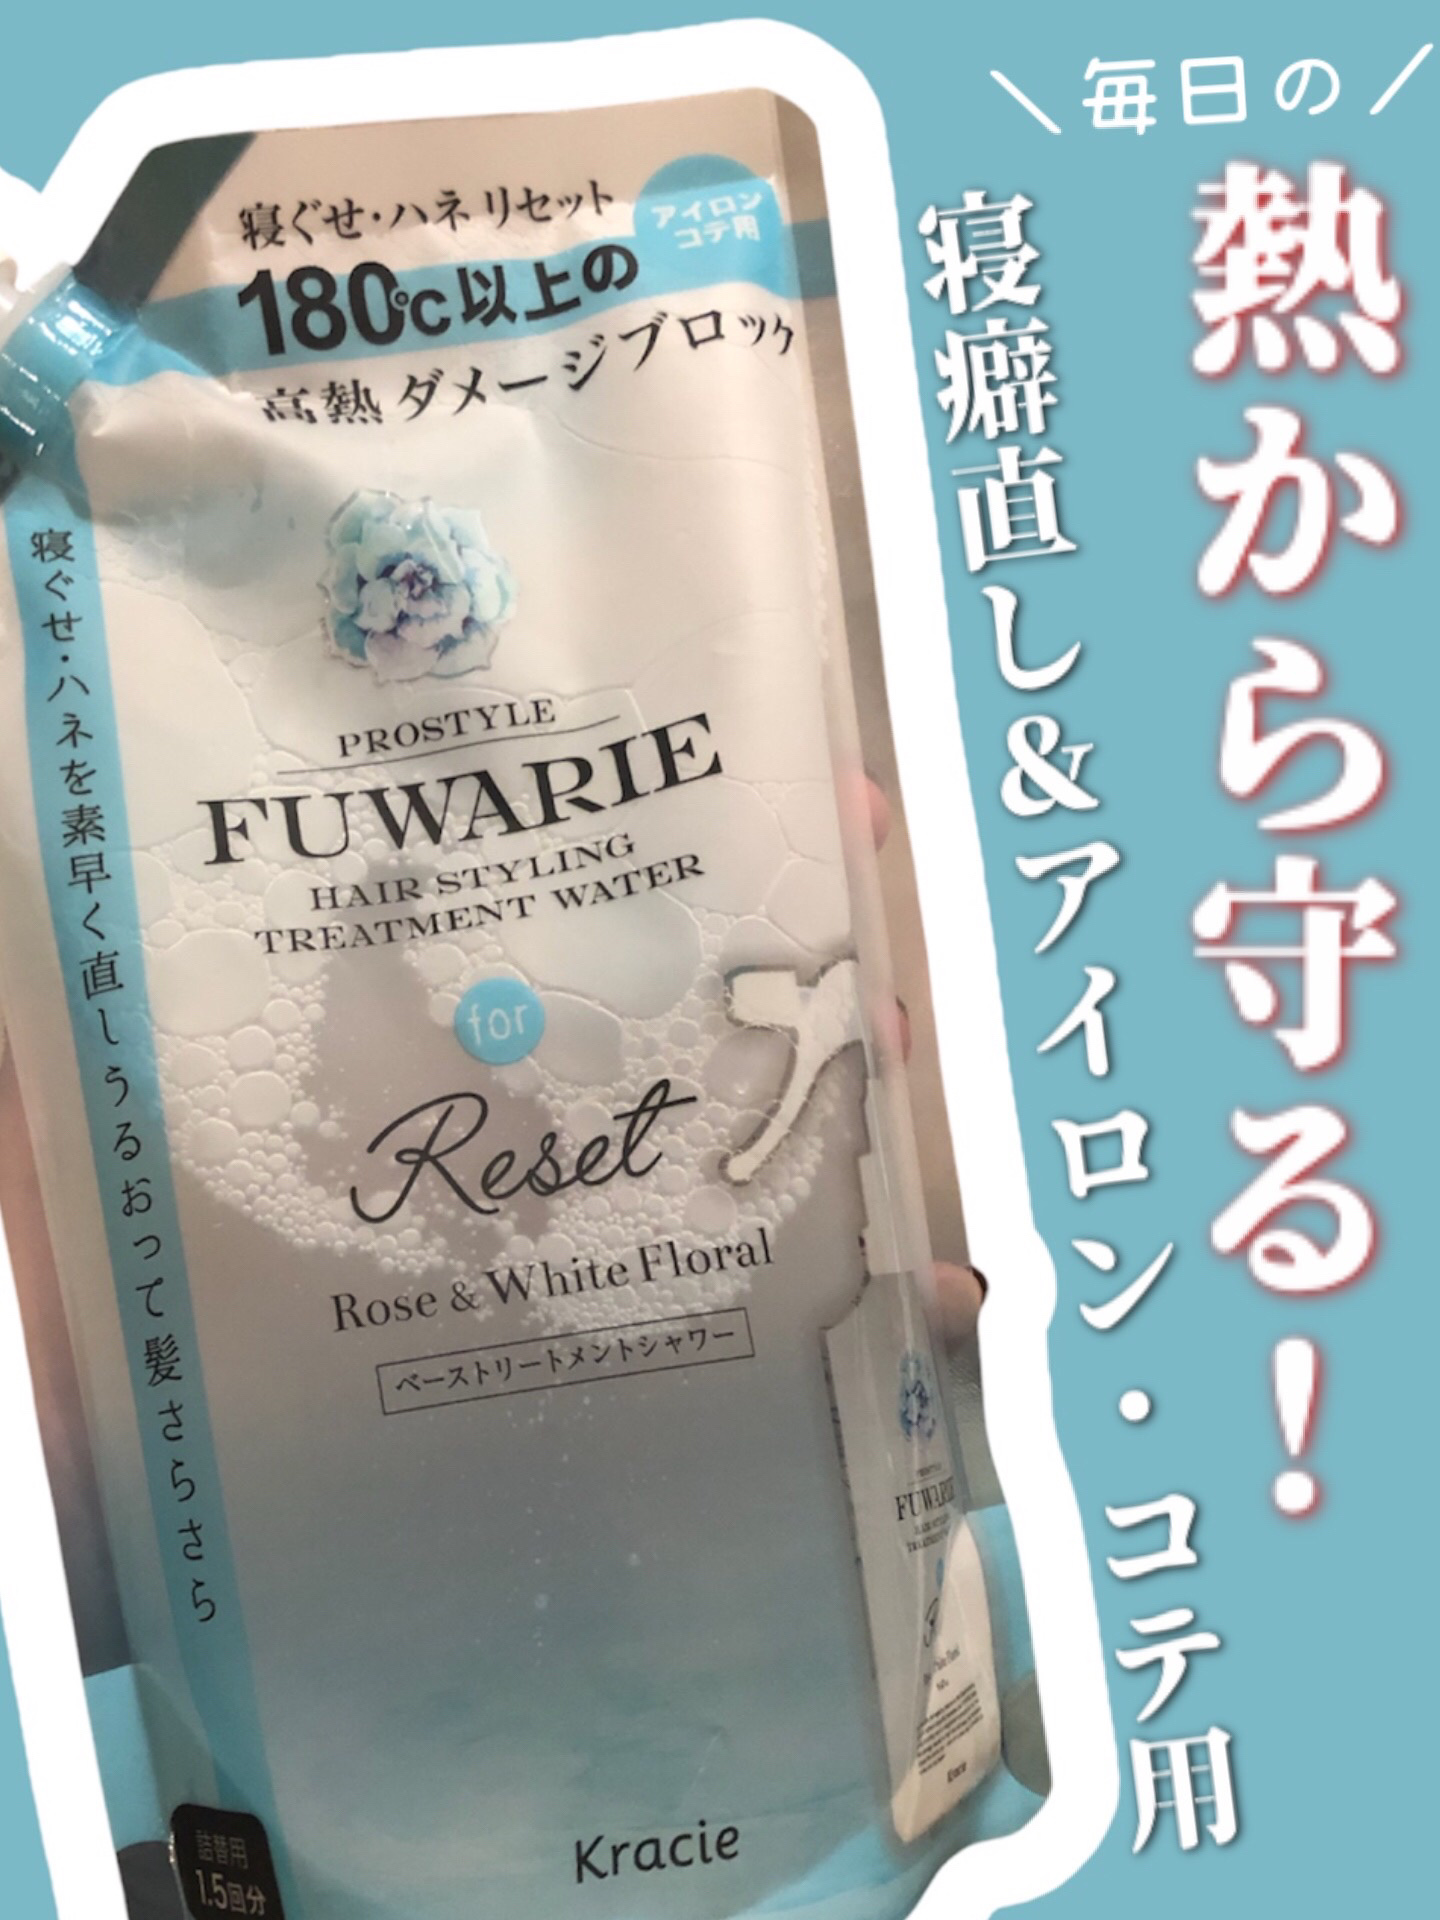 ＼毎日の／
熱から守る！
寝癖直し&アイロン・コテ用
寝ぐせ・ハネ リセット
アイロン
コテ用
180℃以上の
高熱 ダメージブロック
寝ぐせ・ハネを素早く直しうるおって髪さらさら
PROSTYLE
FUWARIE
HAIR STYLING
TREATMENT WATER
for
Reset
Rose & White Floral
ベーストリートメントシャワー
PROSTYLE
FUWARIE
Kracie
詰替用
1.5回分
Kracie